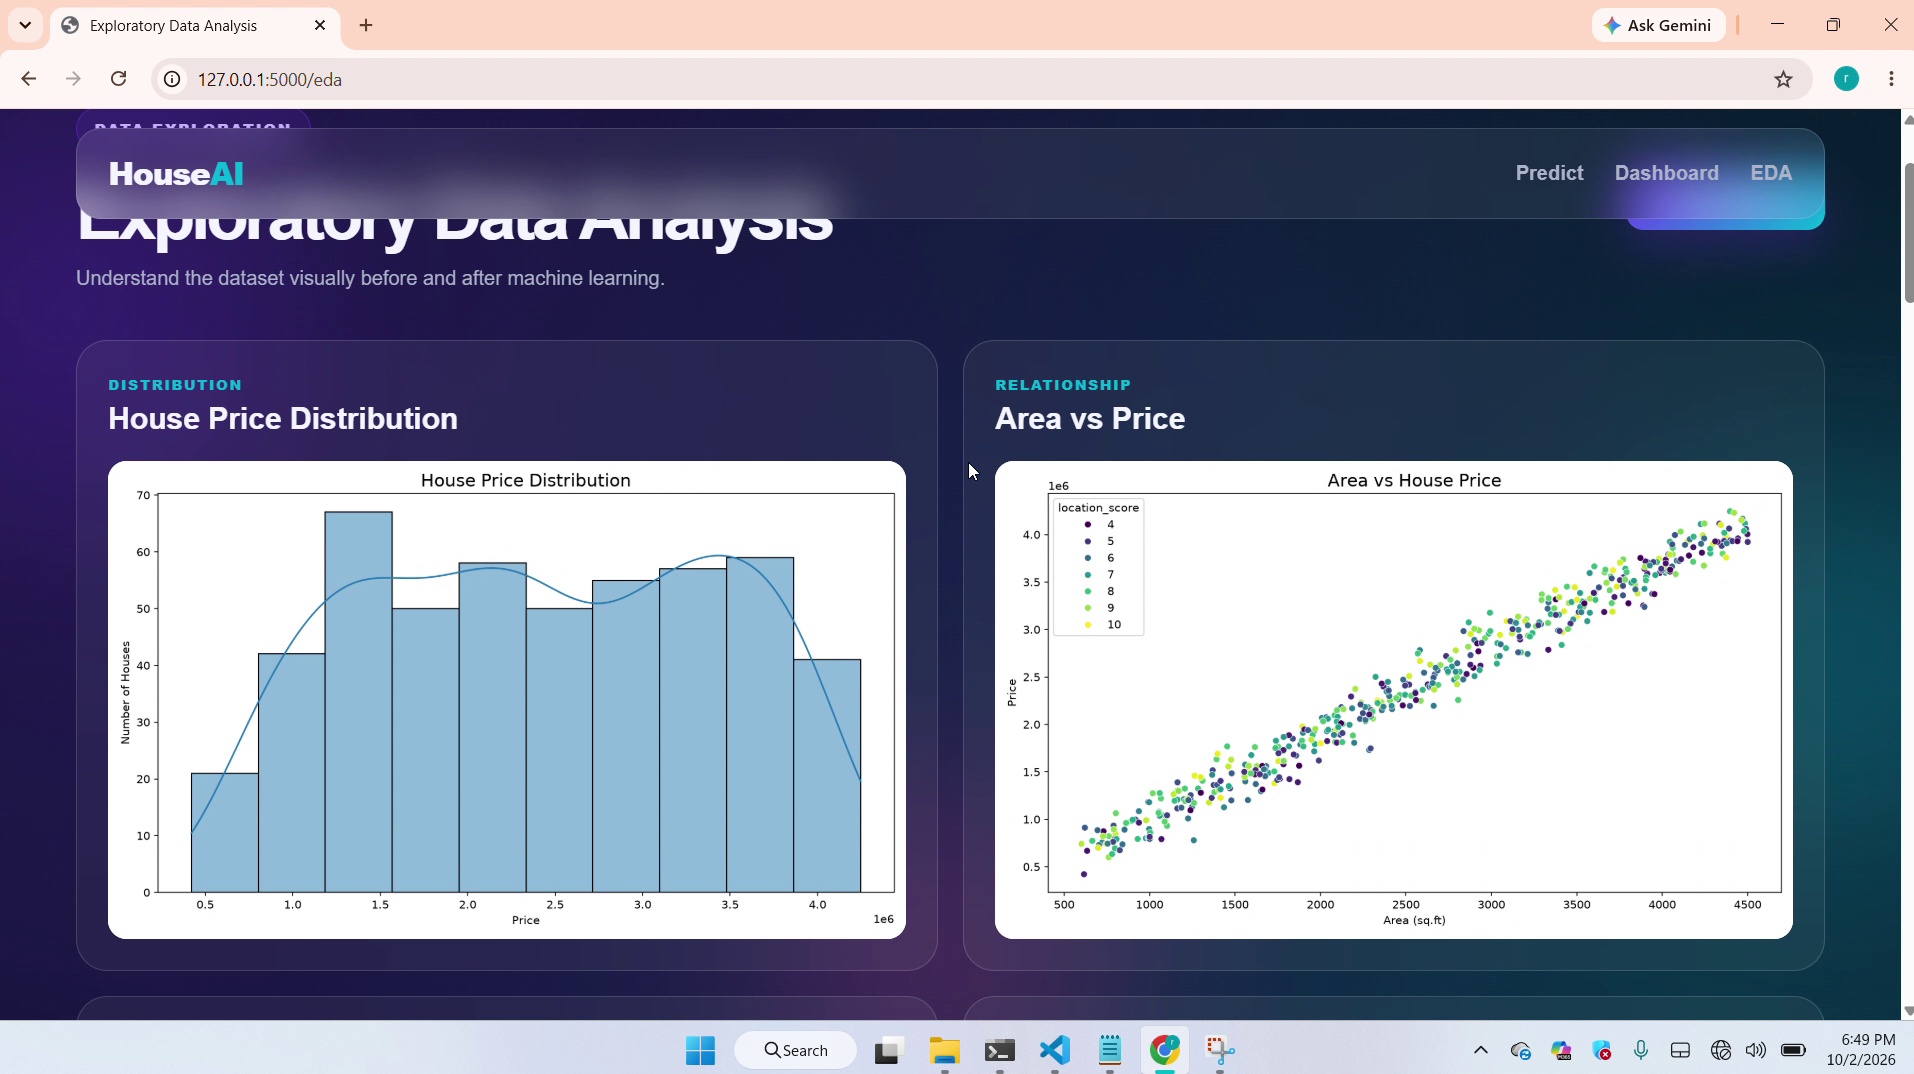 Exploratory Data Analysis
Ask Gemini
127.0.0.1:5000/eda
r
DATA EXPLORATION
HouseAI
Predict
Dashboard
EDA
Exploratory Data Analysis
Understand the dataset visually before and after machine learning.
DISTRIBUTION
House Price Distribution
House Price Distribution
70
60
50
40
30
20
10
0
Number of Houses
0.5 1.0 1.5 2.0 2.5 3.0 3.5 4.0
Price
1e6
RELATIONSHIP
Area vs Price
Area vs House Price
1e6
location_score
4
5
6
7
8
9
10
4.0
3.5
3.0
2.5
2.0
1.5
1.0
0.5
Price
500 1000 1500 2000 2500 3000 3500 4000 4500
Area (sq.ft)
Search
r
M365
6:49 PM
10/2/2026